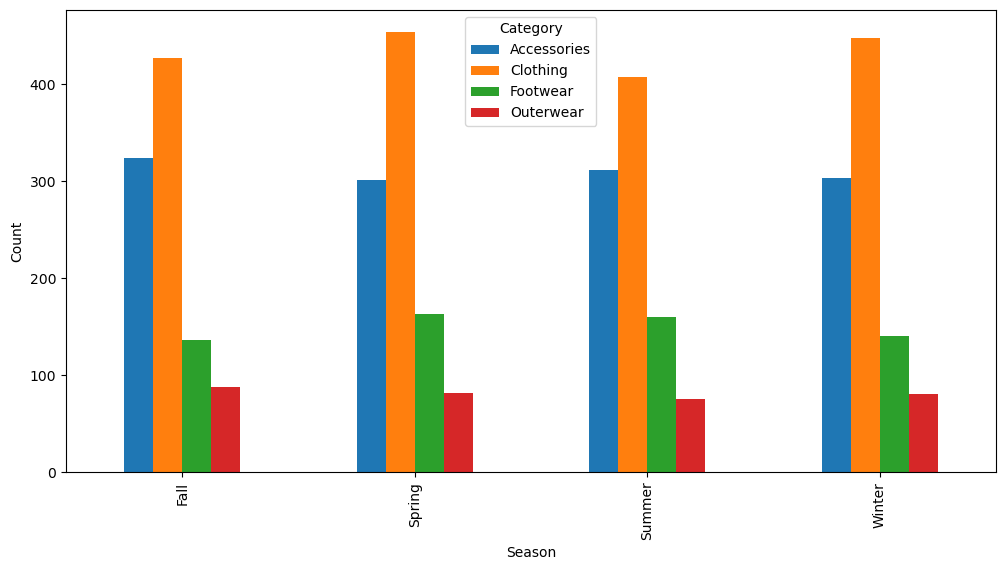 Category
Accessories
Clothing
Footwear
Outerwear
400
300
200
100
0
Count
Fall
Spring
Summer
Winter
Season